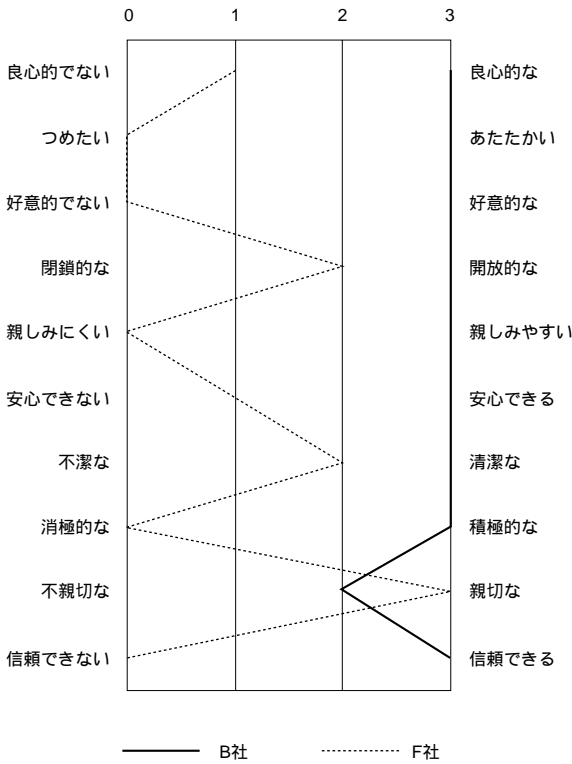 0 1 2 3
良心的でない 良心的な
つめたい あたたかい
好意的でない 好意的な
閉鎖的な 開放的な
親しみにくい 親しみやすい
安心できない 安心できる
不潔な 清潔な
消極的な 積極的な
不親切な 親切な
信頼できない 信頼できる
B社 F社